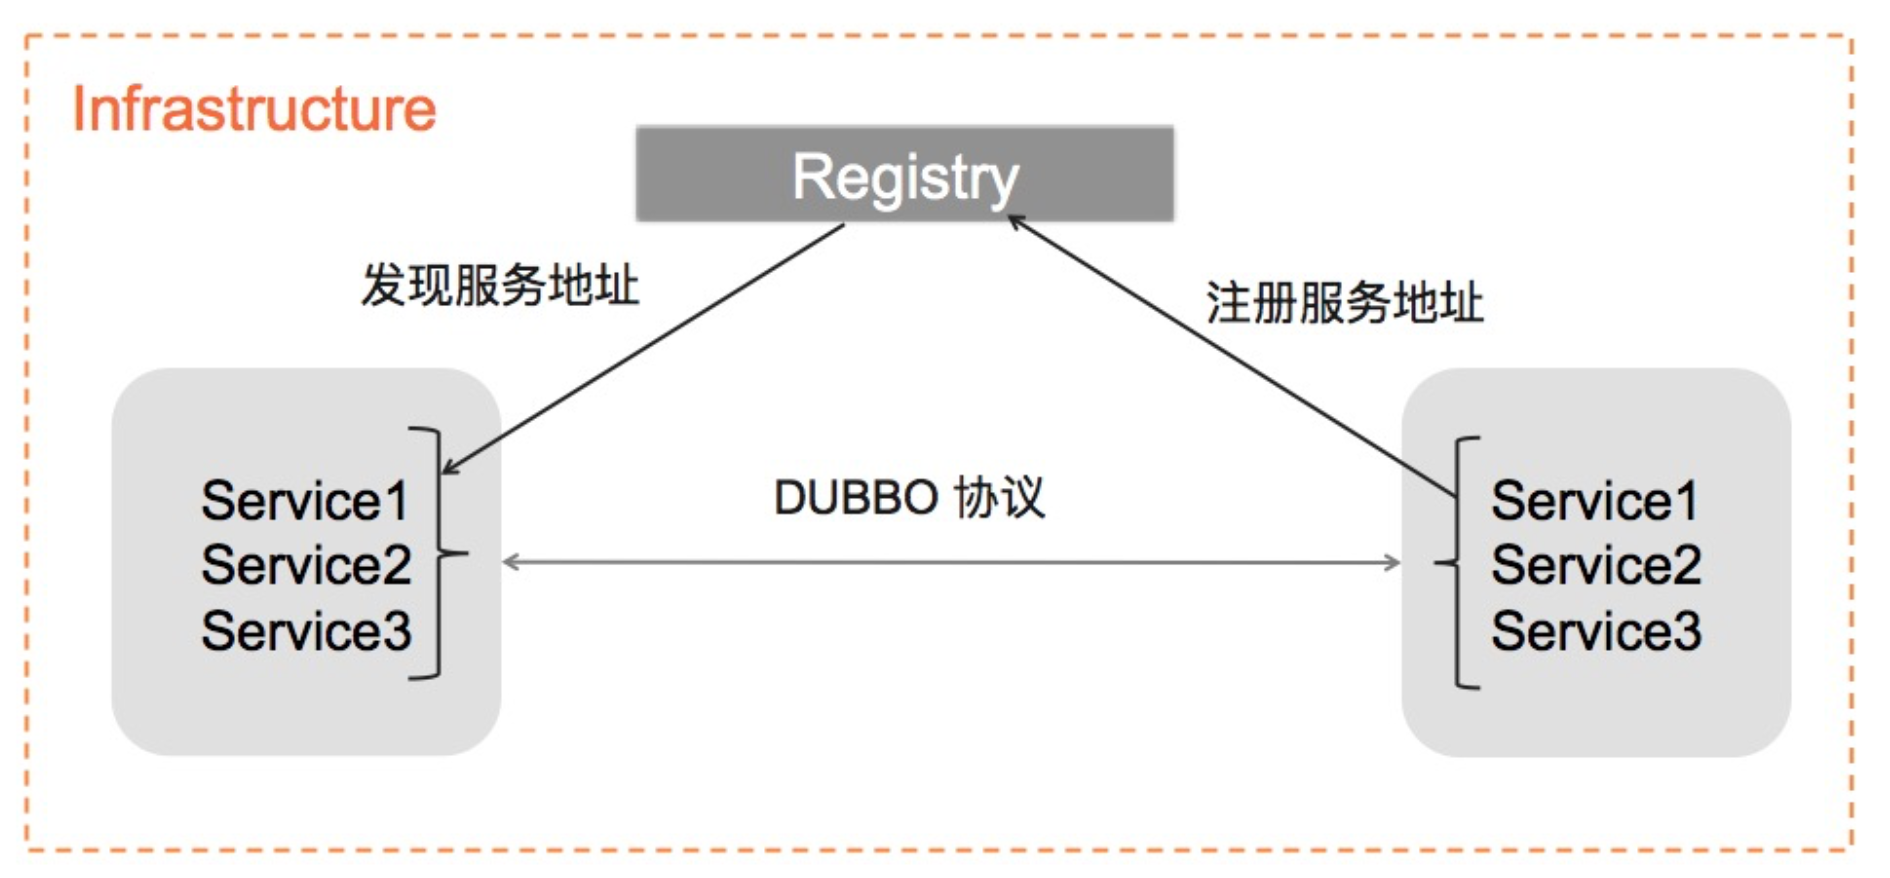 Infrastructure
Registry
发现服务地址
注册服务地址
DUBBO 协议
Service1
Service2
Service3
Service1
Service2
Service3